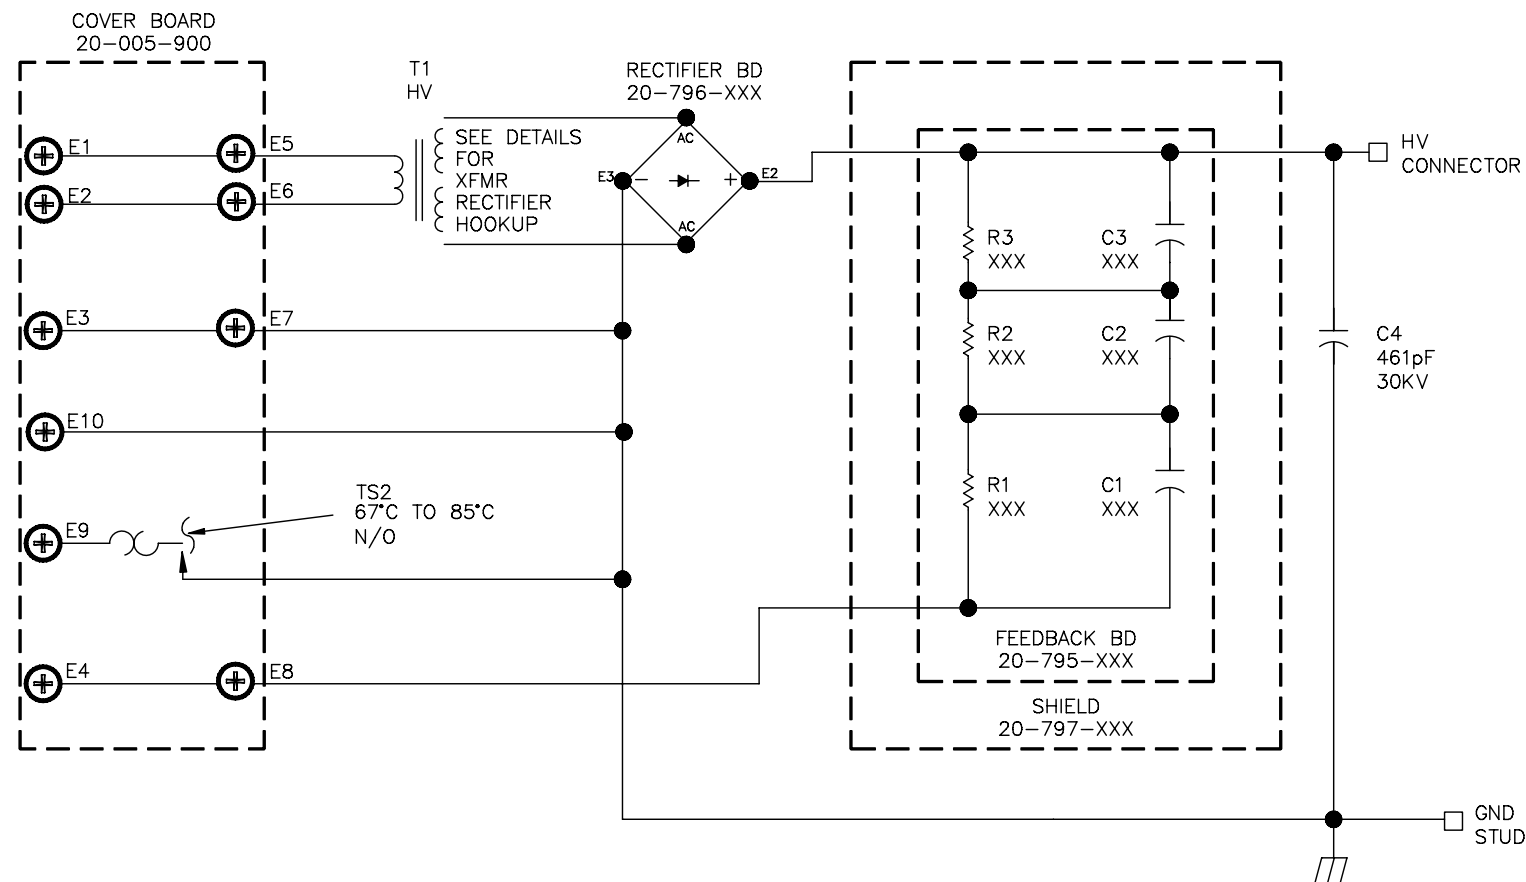 COVER BOARD
20-005-900
T1
HV
RECTIFIER BD
20-796-XXX
SEE DETAILS
FOR
XFMR
RECTIFIER
HOOKUP
AC
E3
−
+
E2
AC
E1
E5
E2
E6
E3
E7
E10
E9
TS2
67°C TO 85°C
N/O
E4
E8
HV
CONNECTOR
R3
XXX
C3
XXX
R2
XXX
C2
XXX
C4
461pF
30KV
R1
XXX
C1
XXX
FEEDBACK BD
20-795-XXX
SHIELD
20-797-XXX
GND
STUD